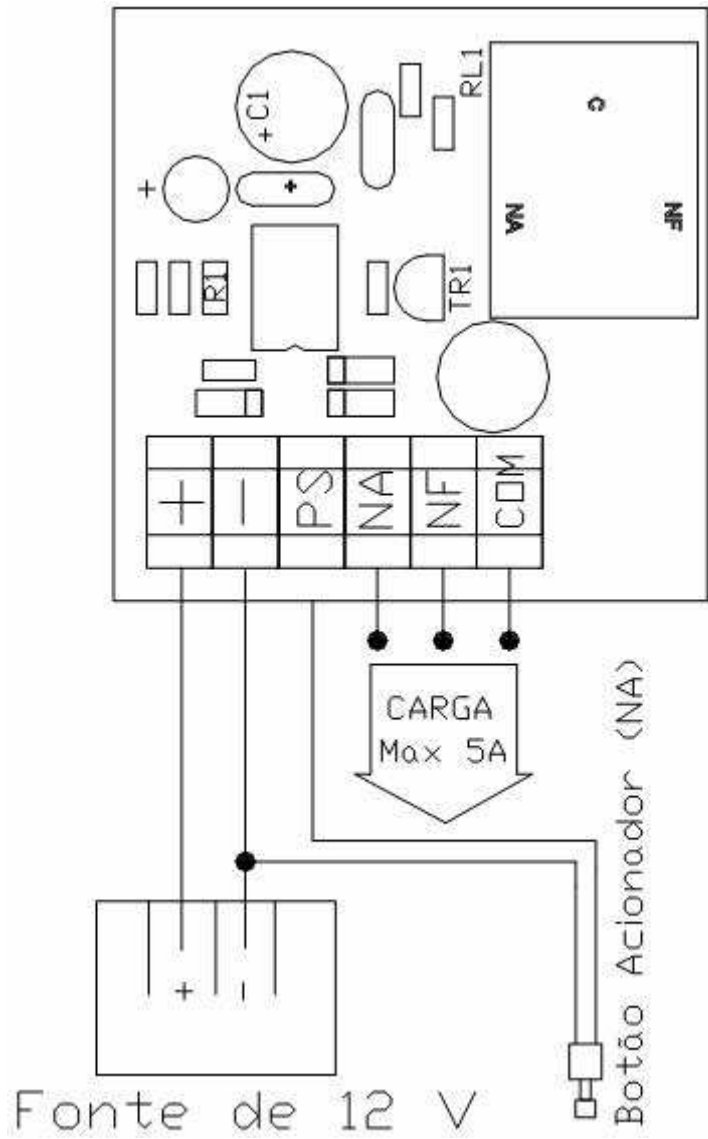 +C1
RL1
C
NA
NF
+
+
R1
TR1
+
-
PS
NA
NF
COM
CARGA
Max 5A
Botão Acionador (NA)
+
-
Fonte de 12 V